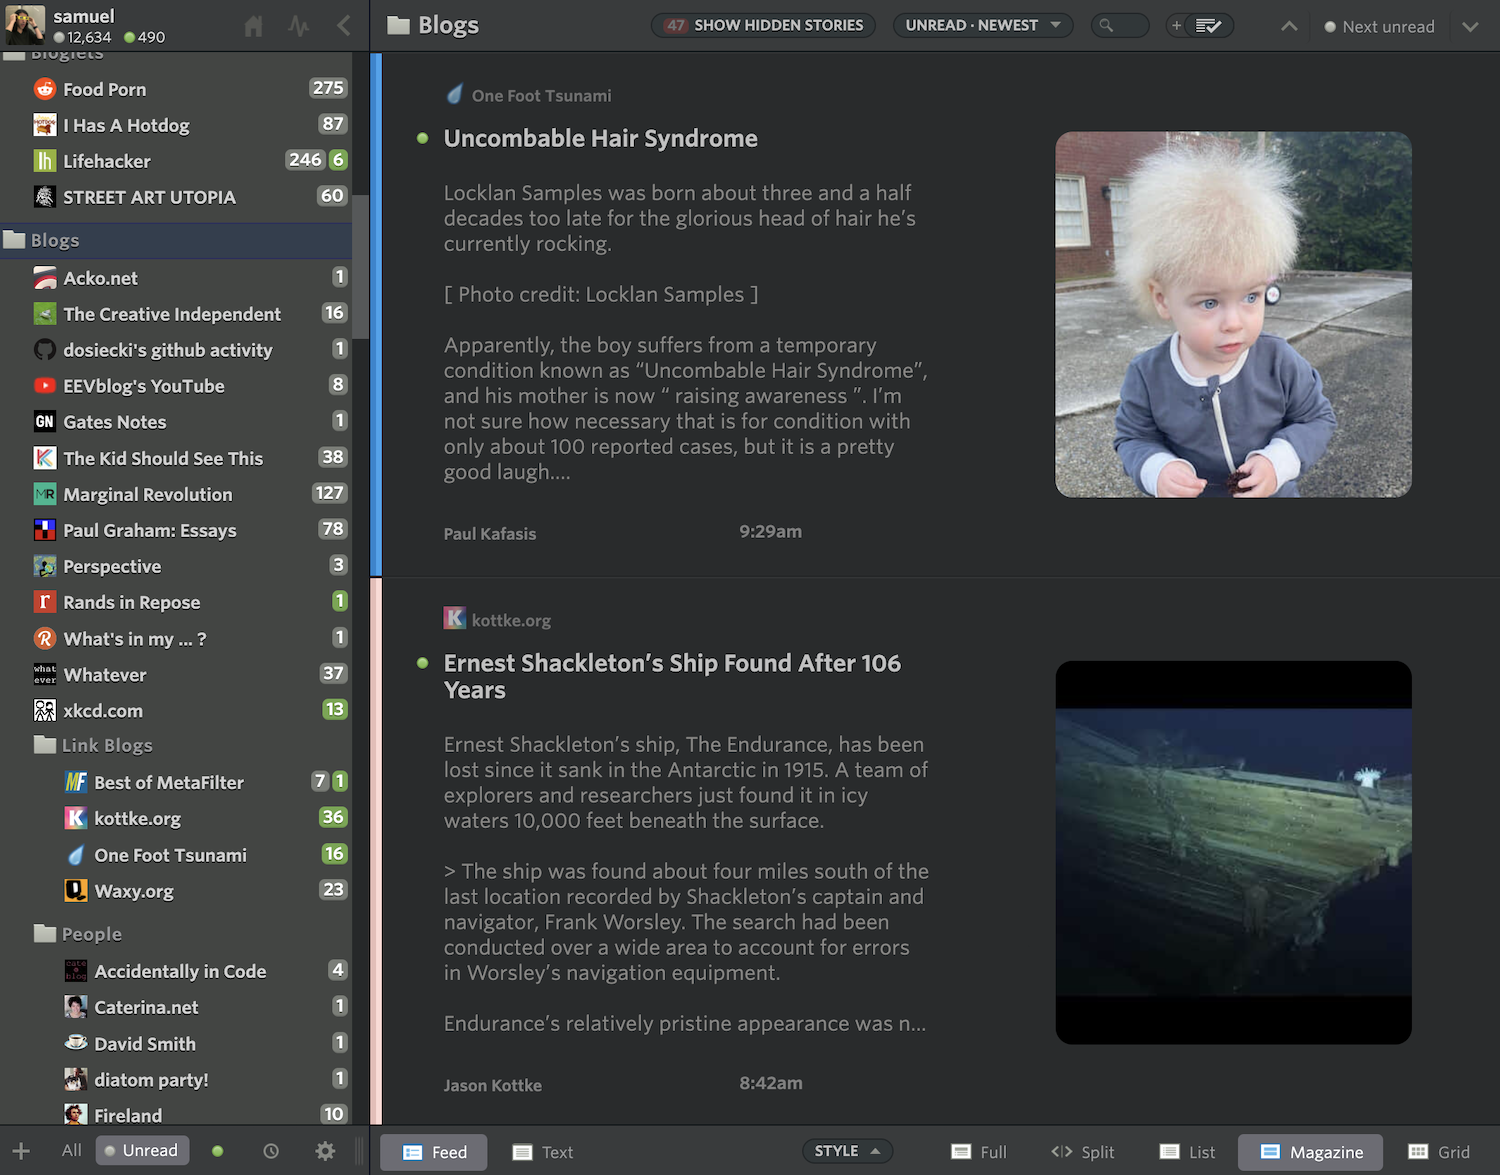 samuel
12,634 490
Bloglets
Food Porn 275
I Has A Hotdog 87
Lifehacker 246 6
STREET ART UTOPIA 60
Blogs
Acko.net 1
The Creative Independent 16
dosiecki's github activity 1
EEVblog's YouTube 8
GN Gates Notes 1
The Kid Should See This 38
MR Marginal Revolution 127
Paul Graham: Essays 78
Perspective 3
r Rands in Repose 1
What's in my ... ? 1
what ever Whatever 37
xkcd.com 13
Link Blogs
MF Best of MetaFilter 7 1
K kottke.org 36
One Foot Tsunami 16
Waxy.org 23
People
Accidentally in Code 4
Caterina.net 1
David Smith 1
diatom party! 1
Fireland 10
All Unread
Blogs
47 SHOW HIDDEN STORIES
UNREAD · NEWEST
Next unread
One Foot Tsunami
Uncombable Hair Syndrome
Locklan Samples was born about three and a half
decades too late for the glorious head of hair he’s
currently rocking.
[ Photo credit: Locklan Samples ]
Apparently, the boy suffers from a temporary
condition known as “Uncombable Hair Syndrome”,
and his mother is now “ raising awareness ”. I’m
not sure how necessary that is for condition with
only about 100 reported cases, but it is a pretty
good laugh....
Paul Kafasis 9:29am
K kottke.org
Ernest Shackleton’s Ship Found After 106
Years
Ernest Shackleton’s ship, The Endurance, has been
lost since it sank in the Antarctic in 1915. A team of
explorers and researchers just found it in icy
waters 10,000 feet beneath the surface.
> The ship was found about four miles south of the
last location recorded by Shackleton’s captain and
navigator, Frank Worsley. The search had been
conducted over a wide area to account for errors
in Worsley’s navigation equipment.
Endurance’s relatively pristine appearance was n...
Jason Kottke 8:42am
Feed Text STYLE Full Split List Magazine Grid